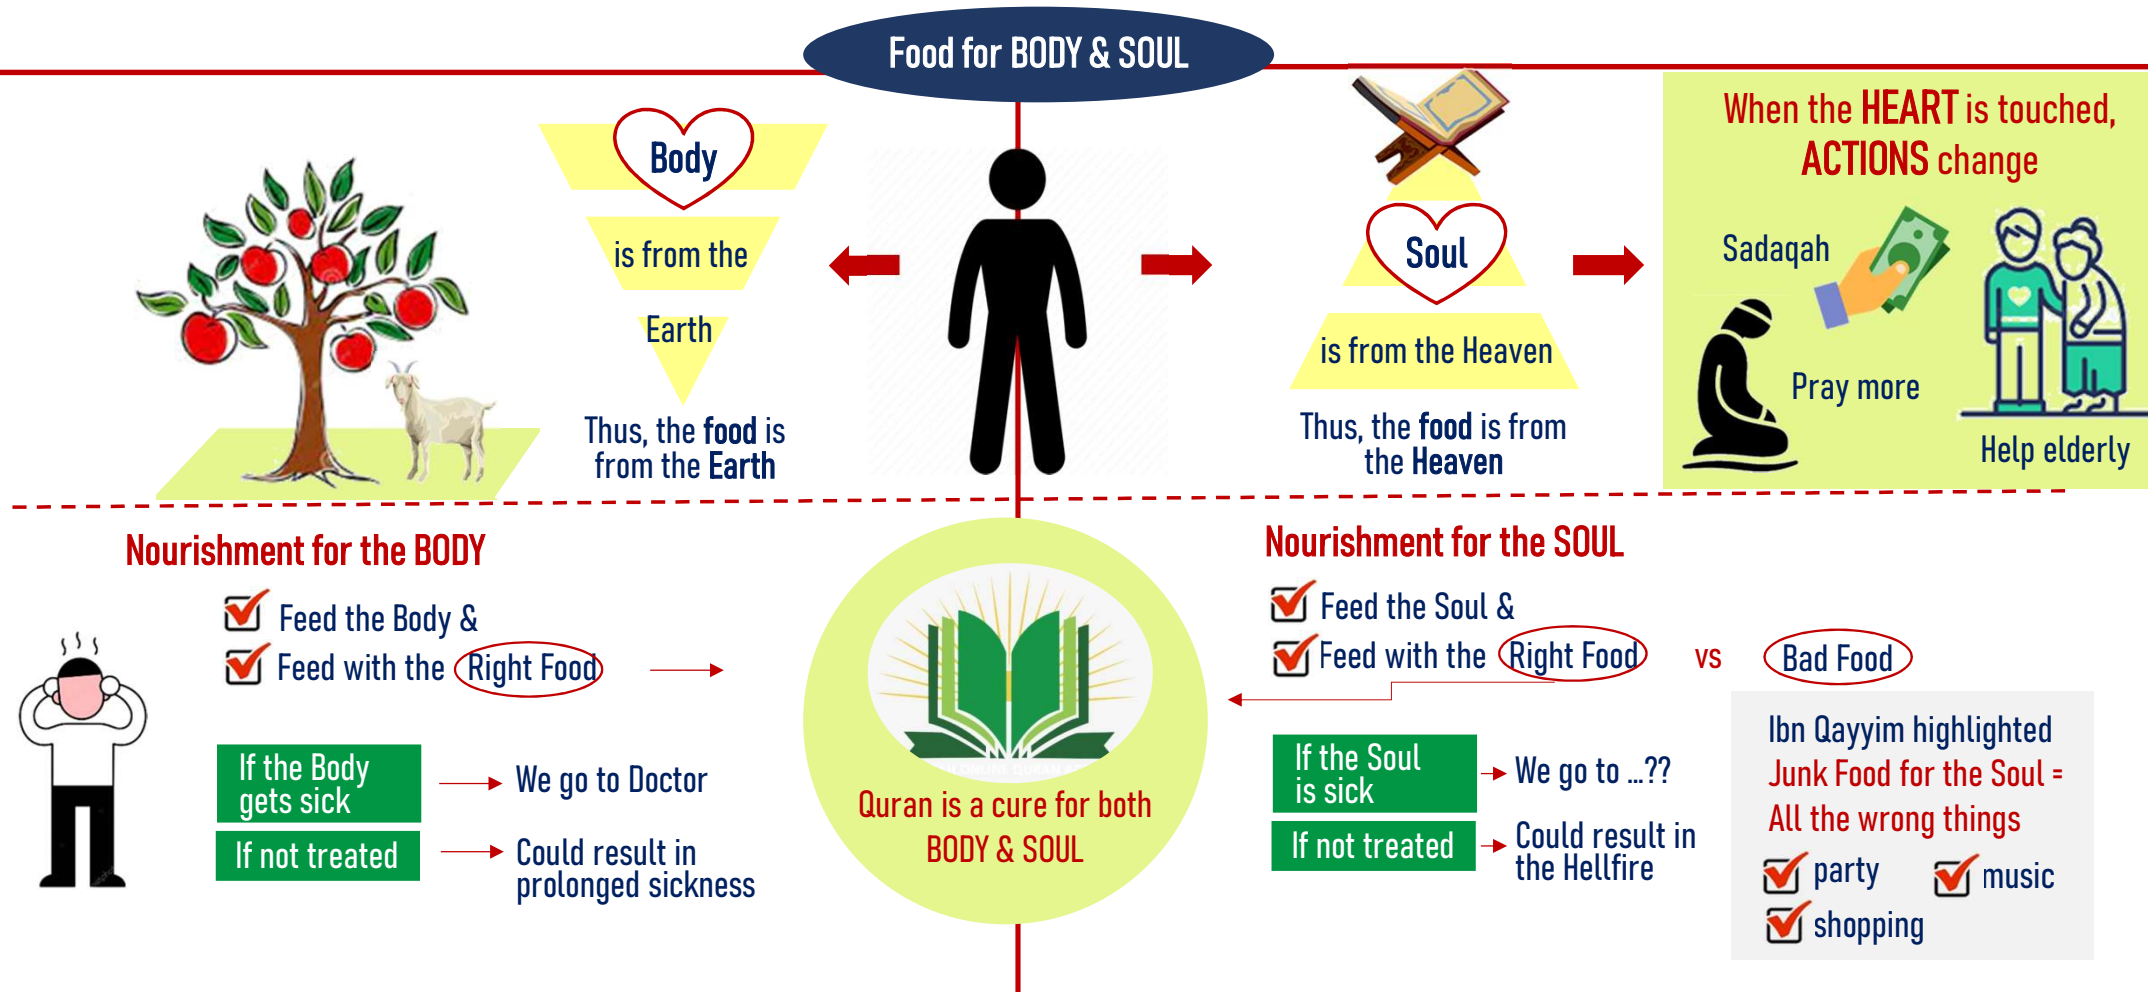 Food for BODY & SOUL
Body
is from the
Earth
Thus, the food is
from the Earth
Soul
is from the Heaven
Thus, the food is from
the Heaven
When the HEART is touched,
ACTIONS change
Sadaqah
Pray more
Help elderly
Nourishment for the BODY
Feed the Body &
Feed with the Right Food
If the Body
gets sick
We go to Doctor
If not treated
Could result in
prolonged sickness
Quran is a cure for both
BODY & SOUL
Nourishment for the SOUL
Feed the Soul &
Feed with the Right Food vs Bad Food
If the Soul
is sick
We go to ...??
If not treated
Could result in
the Hellfire
Ibn Qayyim highlighted
Junk Food for the Soul =
All the wrong things
party
music
shopping